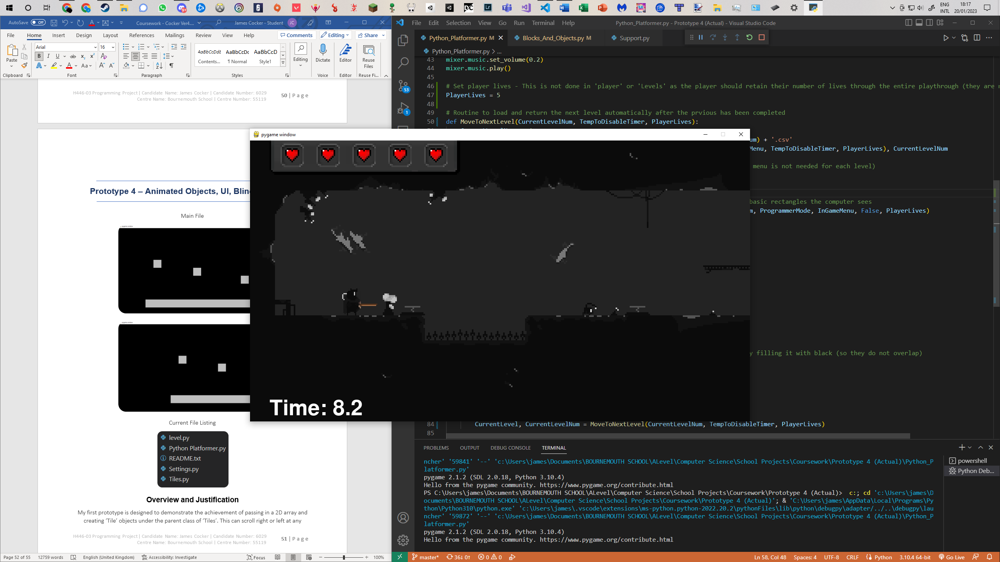 ENG
INTL
18:17
20/01/2023
AutoSave Off
Coursework - Cocker Ver4....
James Cocker - Student JC
File Home Insert Design Layout References Mailings Review View Help
Comments Editing Share
Arial 16
Paste
AaBbCcDdE AaBbCcDc AaBbCcD
Contents... ¶ Normal Style1
Editing Dictate Editor Reuse
Files
Clipboard Font Paragraph Styles Voice Editor Reuse Fi...
H446-03 Programming Project | Candidate Name: James Cocker | Candidate Number: 6029
Centre Name: Bournemouth School | Centre Number: 55119
50 | P a g e
Prototype 4 – Animated Objects, UI, Blin
Main File
pygame window
pygame window
Current File Listing
level.py
Python Platformer.py
README.txt
Settings.py
Tiles.py
Overview and Justification
My first prototype is designed to demonstrate the achievement of passing in a 2D array and
creating ‘Tile’ objects under the parent class of ‘Tiles’. This can scroll right or left at any
H446-03 Programming Project | Candidate Name: James Cocker | Candidate Number: 6029
Centre Name: Bournemouth School | Centre Number: 55119
51 | P a g e
Page 52 of 55 12759 words English (United Kingdom) Accessibility: Investigate Focus 100%
File Edit Selection View Go Run Terminal Help
Python_Platformer.py - Prototype 4 (Actual) - Visual Studio Code
Python_Platformer.py M
Blocks_And_Objects.py M
Support.py
Python_Platformer.py > ...
53
1
43 mixer.music.set_volume(0.2)
44 mixer.music.play()
45
46 # Set player lives - This is not done in 'player' or 'Levels' as the player should retain their number of lives through the entire playthrough (they are
47 PlayerLives = 5
48
49 # Routine to load and return the next level automatically after the prvious has been completed
50 def MoveToNextLevel(CurrentLevelNum, TempToDisableTimer, PlayerLives):
um) + '.csv'
Menu, TempToDisableTimer, PlayerLives), CurrentLevelNum
menu is not needed for each level)
basic rectangles the computer sees
m, ProgrammerMode, InGameMenu, False, PlayerLives)
y filling it with black (so they do not overlap)
84 CurrentLevel, CurrentLevelNum = MoveToNextLevel(CurrentLevelNum, TempToDisableTimer, PlayerLives)
85
pygame window
Time: 8.2
PROBLEMS OUTPUT DEBUG CONSOLE TERMINAL
ncher' '59841' '--' 'c:\Users\james\Documents\BOURNEMOUTH SCHOOL\ALevel\Computer Science\School Projects\Coursework\Prototype 4 (Actual)\Python_P
latformer.py'
pygame 2.1.2 (SDL 2.0.18, Python 3.10.4)
Hello from the pygame community. https://www.pygame.org/contribute.html
PS C:\Users\james\Documents\BOURNEMOUTH SCHOOL\ALevel\Computer Science\School Projects\Coursework\Prototype 4 (Actual)>  c:; cd 'c:\Users\james\D
ocuments\BOURNEMOUTH SCHOOL\ALevel\Computer Science\School Projects\Coursework\Prototype 4 (Actual)'; & 'C:\Users\james\AppData\Local\Programs\Py
thon\Python310\python.exe' 'c:\Users\james\.vscode\extensions\ms-python.python-2022.20.2\pythonFiles\lib\python\debugpy\adapter/../..\debugpy\lau
ncher' '59872' '--' 'c:\Users\james\Documents\BOURNEMOUTH SCHOOL\ALevel\Computer Science\School Projects\Coursework\Prototype 4 (Actual)\Python_P
latformer.py'
pygame 2.1.2 (SDL 2.0.18, Python 3.10.4)
Hello from the pygame community. https://www.pygame.org/contribute.html
powershell
Python Deb...
master* 36↓ 0↑ 0 0
Ln 58, Col 48 Spaces: 4 UTF-8 CRLF Python 3.10.4 64-bit Go Live